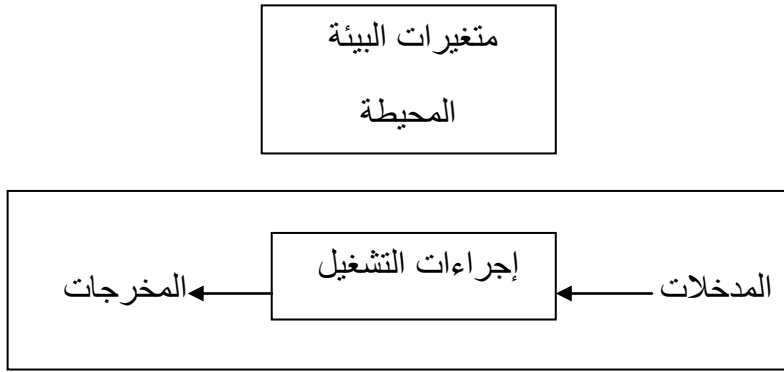 متغيرات البيئة
المحيطة
المدخلات
إجراءات التشغيل
المخرجات